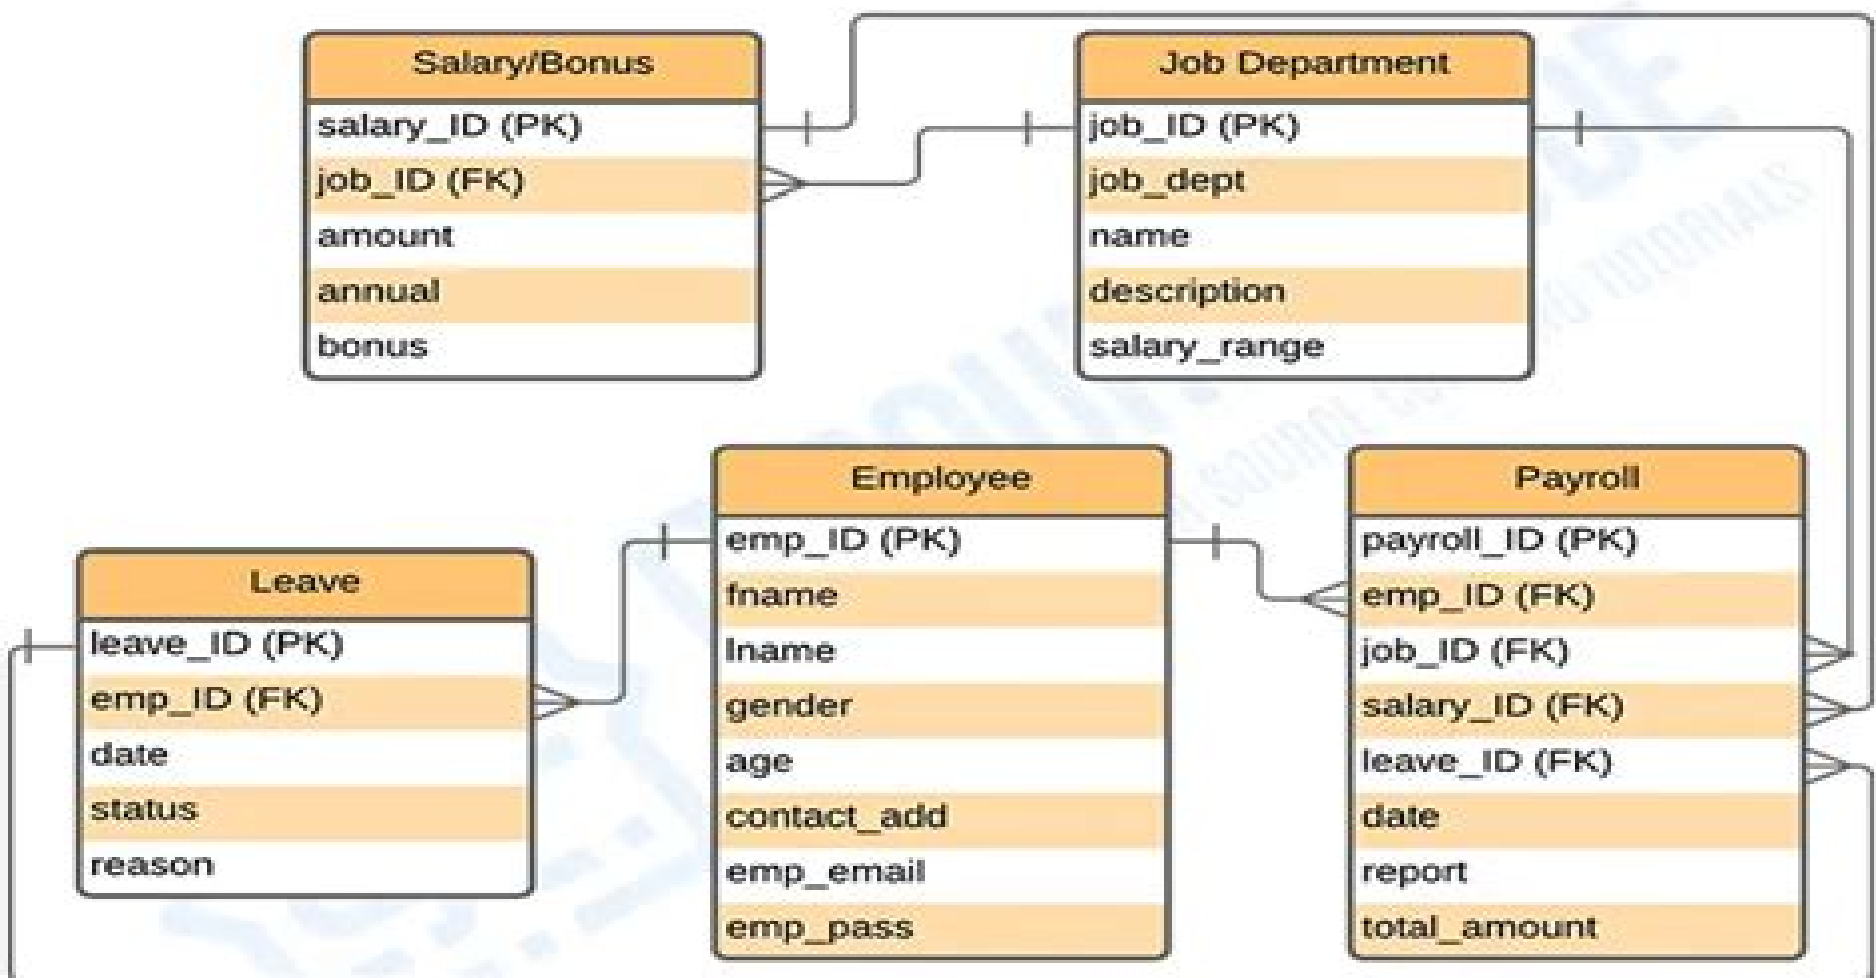 Salary/Bonus
salary_ID (PK)
job_ID (FK)
amount
annual
bonus
Job Department
job_ID (PK)
job_dept
name
description
salary_range
Leave
leave_ID (PK)
emp_ID (FK)
date
status
reason
Employee
emp_ID (PK)
fname
lname
gender
age
contact_add
emp_email
emp_pass
Payroll
payroll_ID (PK)
emp_ID (FK)
job_ID (FK)
salary_ID (FK)
leave_ID (FK)
date
report
total_amount
SOURCE
TUTORIALS